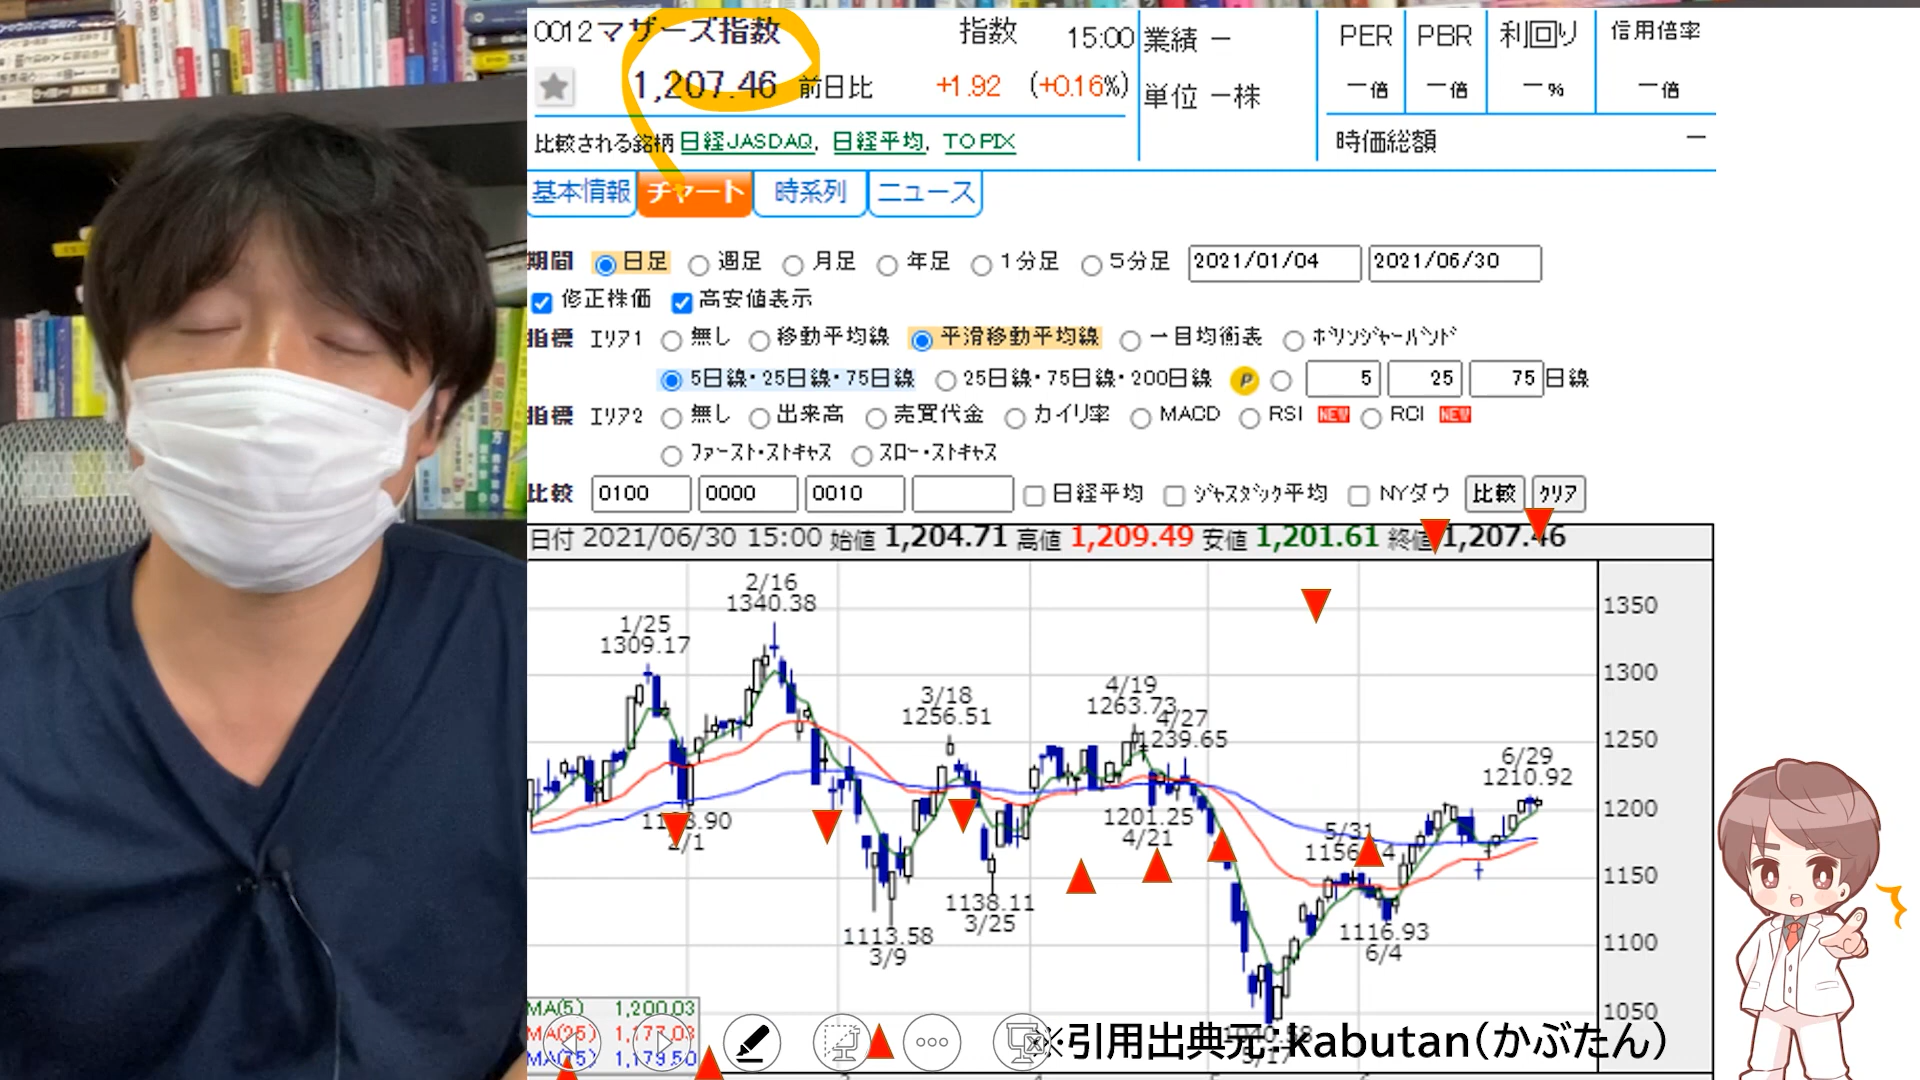 0012マザーズ指数 指数 15:00
1,207.46 前日比 +1.92 (+0.16%)
業績 －
単位 －株
PER PBR 利回り 信用倍率
－倍 －倍 －% －倍
時価総額 －
比較される銘柄 日経JASDAQ, 日経平均, TOPIX
基本情報 チャート 時系列 ニュース
期間 日足 週足 月足 年足 1分足 5分足 2021/01/04 2021/06/30
修正株価 高安値表示
指標 エリア1 無し 移動平均線 平滑移動平均線 一目均衡表 ボリンジャーバンド
5日線・25日線・75日線 25日線・75日線・200日線 P 5 25 75 日線
指標 エリア2 無し 出来高 売買代金 カイリ率 MACD RSI NEW RCI NEW
ファースト・ストキャス スロー・ストキャス
比較 0100 0000 0010 日経平均 ジャスダック平均 NYダウ 比較 クリア
日付 2021/06/30 15:00 始値 1,204.71 高値 1,209.49 安値 1,201.61 終値 1,207.46
2/16
1340.38
1/25
1309.17
3/18
1256.51
4/19
1263.73
4/27
1239.65
6/29
1210.92
2/1
1201.25
4/21
5/31
1138.11
3/25
1113.58
3/9
1116.93
6/4
1350
1300
1250
1200
1150
1100
1050
MA(5) 1,200.03
MA(25) 1,177.03
MA(75) 1,179.50
※引用出典元:kabutan(かぶたん)